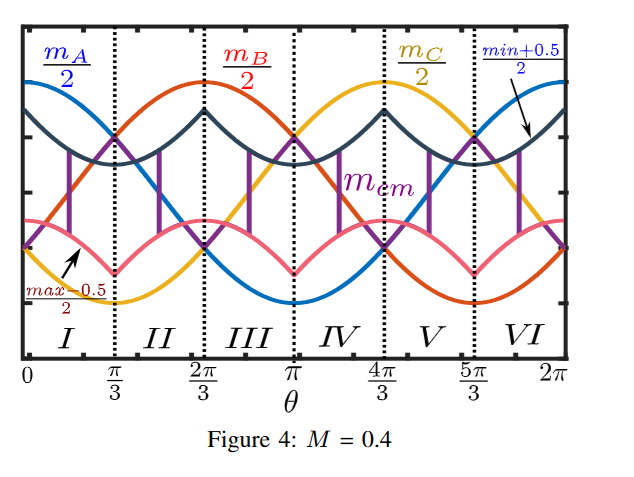 m_A/2 m_B/2 m_C/2 min+0.5/2
m_cm
max−0.5/2
I II III IV V VI
0 π/3 2π/3 π 4π/3 5π/3 2π
θ
Figure 4: M = 0.4